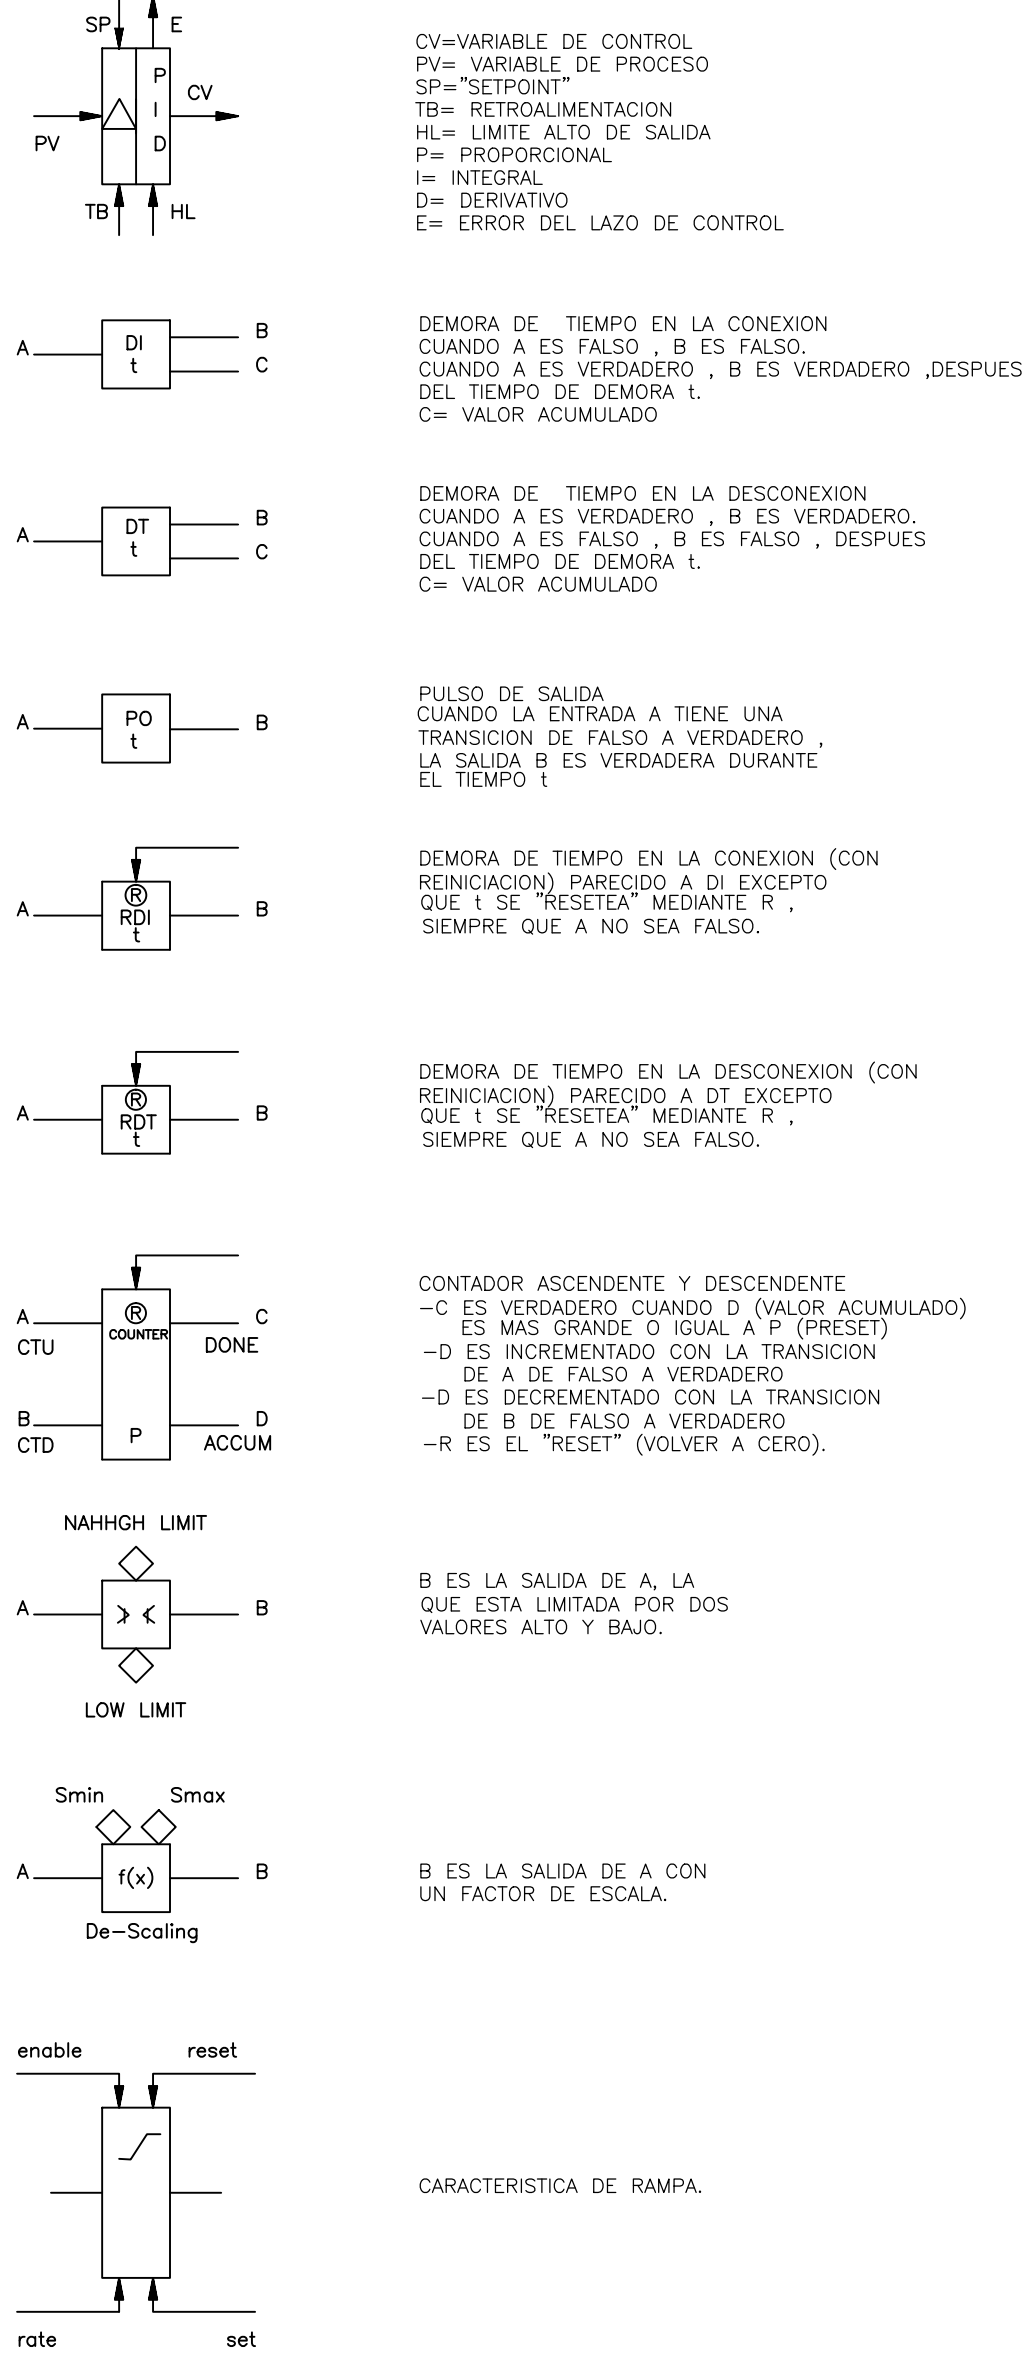 SP
E
P
I
D
CV
PV
TB
HL
CV=VARIABLE DE CONTROL
PV= VARIABLE DE PROCESO
SP="SETPOINT"
TB= RETROALIMENTACION
HL= LIMITE ALTO DE SALIDA
P= PROPORCIONAL
I= INTEGRAL
D= DERIVATIVO
E= ERROR DEL LAZO DE CONTROL
A
DI
t
B
C
DEMORA DE TIEMPO EN LA CONEXION
CUANDO A ES FALSO , B ES FALSO.
CUANDO A ES VERDADERO , B ES VERDADERO ,DESPUES
DEL TIEMPO DE DEMORA t.
C= VALOR ACUMULADO
A
DT
t
B
C
DEMORA DE TIEMPO EN LA DESCONEXION
CUANDO A ES VERDADERO , B ES VERDADERO.
CUANDO A ES FALSO , B ES FALSO , DESPUES
DEL TIEMPO DE DEMORA t.
C= VALOR ACUMULADO
A
PO
t
B
PULSO DE SALIDA
CUANDO LA ENTRADA A TIENE UNA
TRANSICION DE FALSO A VERDADERO ,
LA SALIDA B ES VERDADERA DURANTE
EL TIEMPO t
A
®
RDI
t
B
DEMORA DE TIEMPO EN LA CONEXION (CON
REINICIACION) PARECIDO A DI EXCEPTO
QUE t SE "RESETEA" MEDIANTE R ,
SIEMPRE QUE A NO SEA FALSO.
A
®
RDT
t
B
DEMORA DE TIEMPO EN LA DESCONEXION (CON
REINICIACION) PARECIDO A DT EXCEPTO
QUE t SE "RESETEA" MEDIANTE R ,
SIEMPRE QUE A NO SEA FALSO.
A
CTU
®
COUNTER
C
DONE
B
CTD
P
D
ACCUM
CONTADOR ASCENDENTE Y DESCENDENTE
-C ES VERDADERO CUANDO D (VALOR ACUMULADO)
ES MAS GRANDE O IGUAL A P (PRESET)
-D ES INCREMENTADO CON LA TRANSICION
DE A DE FALSO A VERDADERO
-D ES DECREMENTADO CON LA TRANSICION
DE B DE FALSO A VERDADERO
-R ES EL "RESET" (VOLVER A CERO).
NAHHGH LIMIT
A
B
LOW LIMIT
B ES LA SALIDA DE A, LA
QUE ESTA LIMITADA POR DOS
VALORES ALTO Y BAJO.
Smin
Smax
A
f(x)
B
De-Scaling
B ES LA SALIDA DE A CON
UN FACTOR DE ESCALA.
enable
reset
rate
set
CARACTERISTICA DE RAMPA.